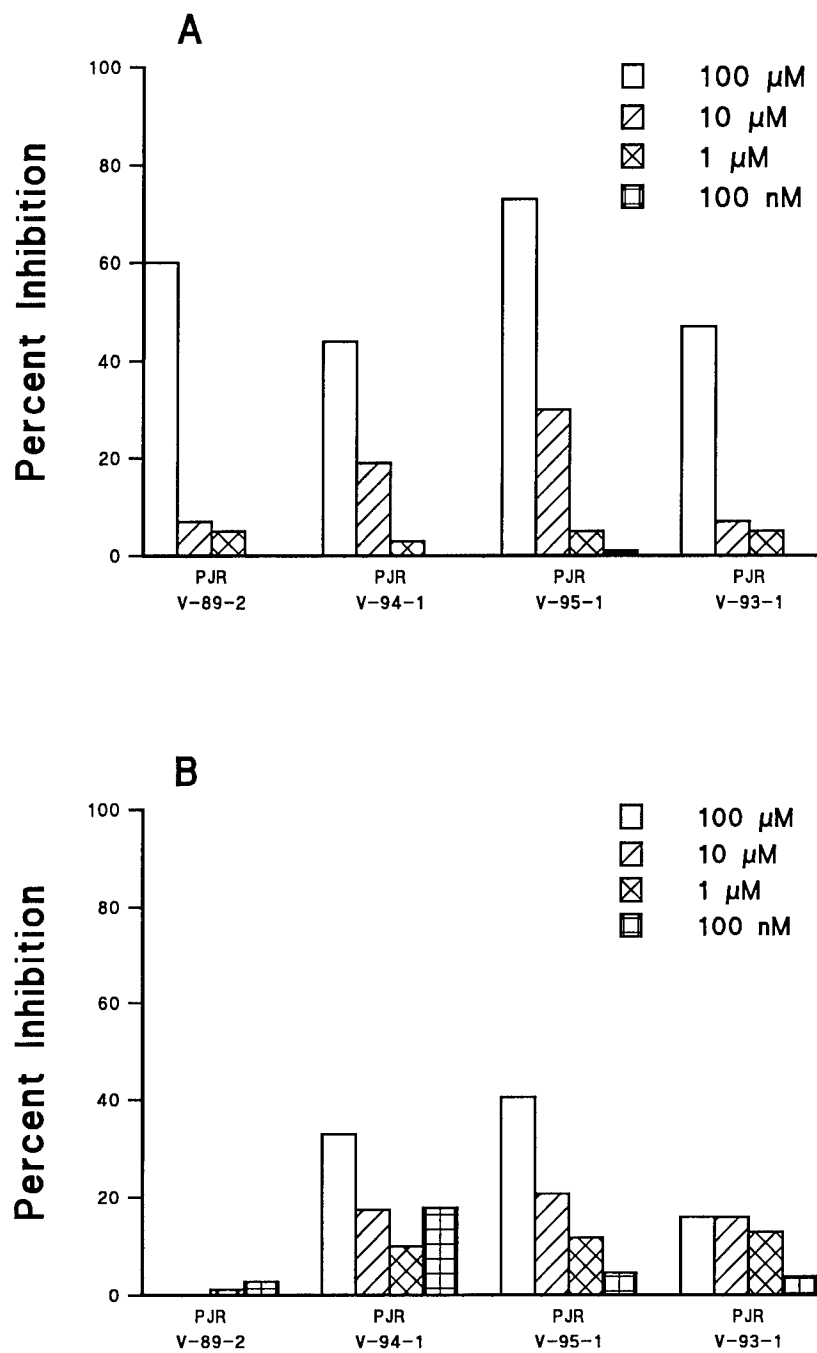 A
100
80
60
40
20
0
Percent Inhibition
100 µM
10 µM
1 µM
100 nM
PJR
V-89-2
PJR
V-94-1
PJR
V-95-1
PJR
V-93-1
B
100
80
60
40
20
0
Percent Inhibition
100 µM
10 µM
1 µM
100 nM
PJR
V-89-2
PJR
V-94-1
PJR
V-95-1
PJR
V-93-1